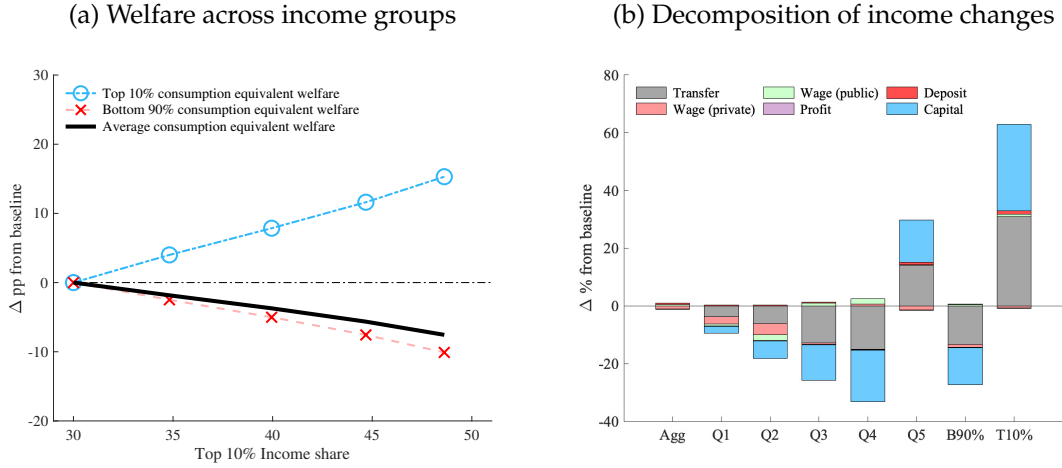 (a) Welfare across income groups
30
20
10
0
-10
-20
Δ pp from baseline
Top 10% consumption equivalent welfare
Bottom 90% consumption equivalent welfare
Average consumption equivalent welfare
30 35 40 45 50
Top 10% Income share
(b) Decomposition of income changes
80
60
40
20
0
-20
-40
Δ % from baseline
Transfer Wage (public) Deposit
Wage (private) Profit Capital
Agg Q1 Q2 Q3 Q4 Q5 B90% T10%